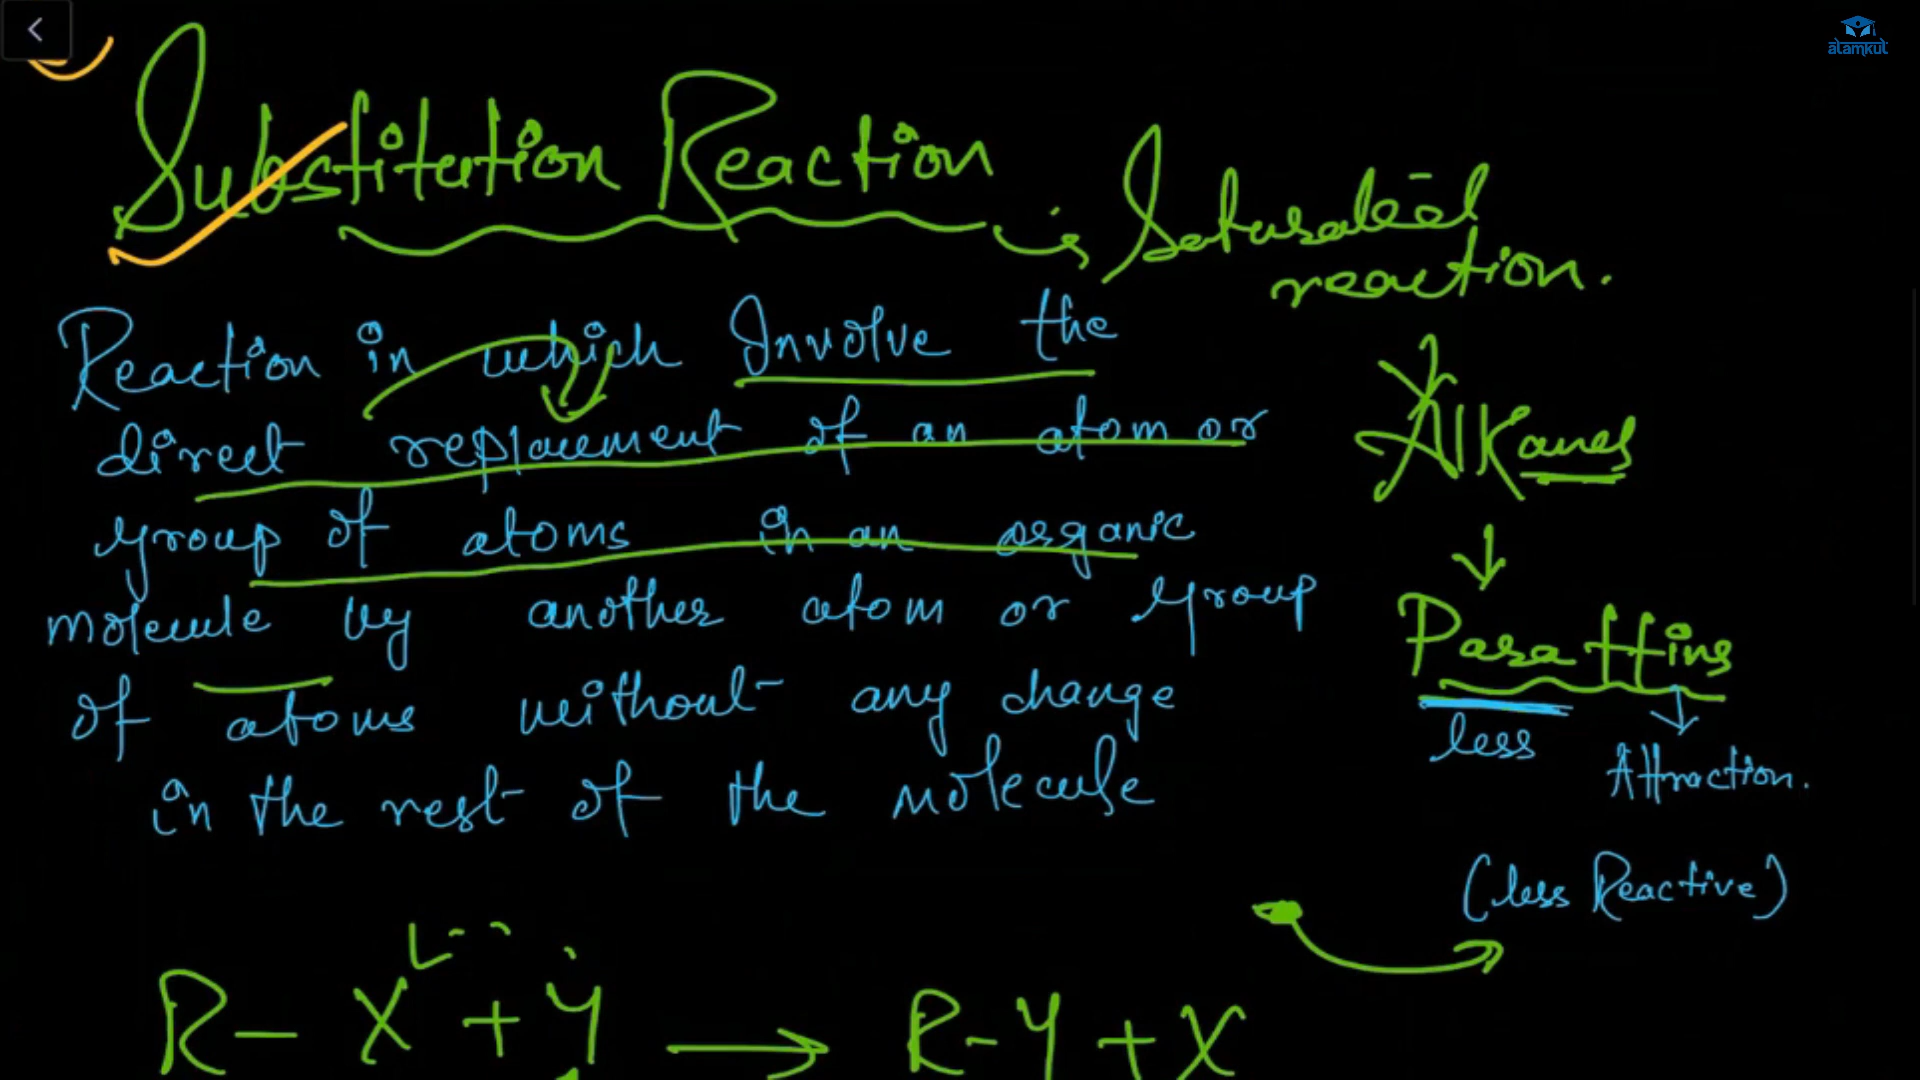 alamkul
Substitution Reaction
Saturated
reaction.
Reaction in which Involve the
direct replacement of an atom or
group of atoms in an organic
molecule by another atom or group
of atoms without any change
in the rest of the molecule
Alkanes
Paraffins
less
Attraction.
(less Reactive)
R - X + Y → R - Y + X